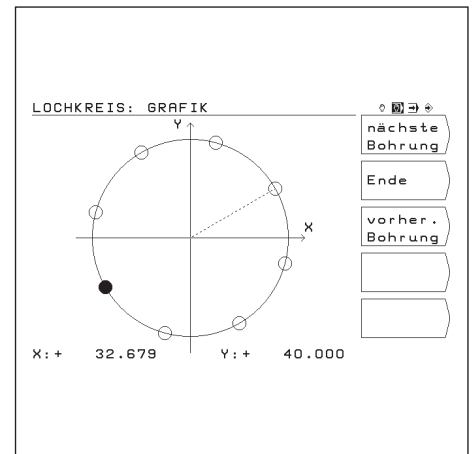 LOCHKREIS: GRAFIK
Y
X
X:+ 32.679 Y:+ 40.000
nächste
Bohrung
Ende
vorher.
Bohrung